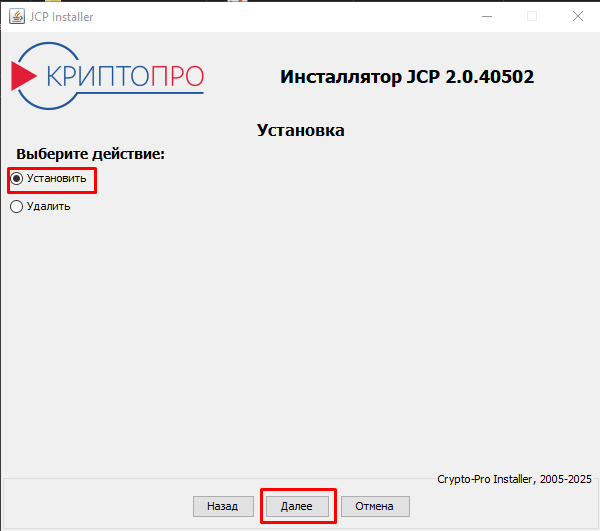 JCP Installer
КРИПТОПРО
Инсталлятор JCP 2.0.40502
Установка
Выберите действие:
Установить
Удалить
Crypto-Pro Installer, 2005-2025
Назад Далее Отмена